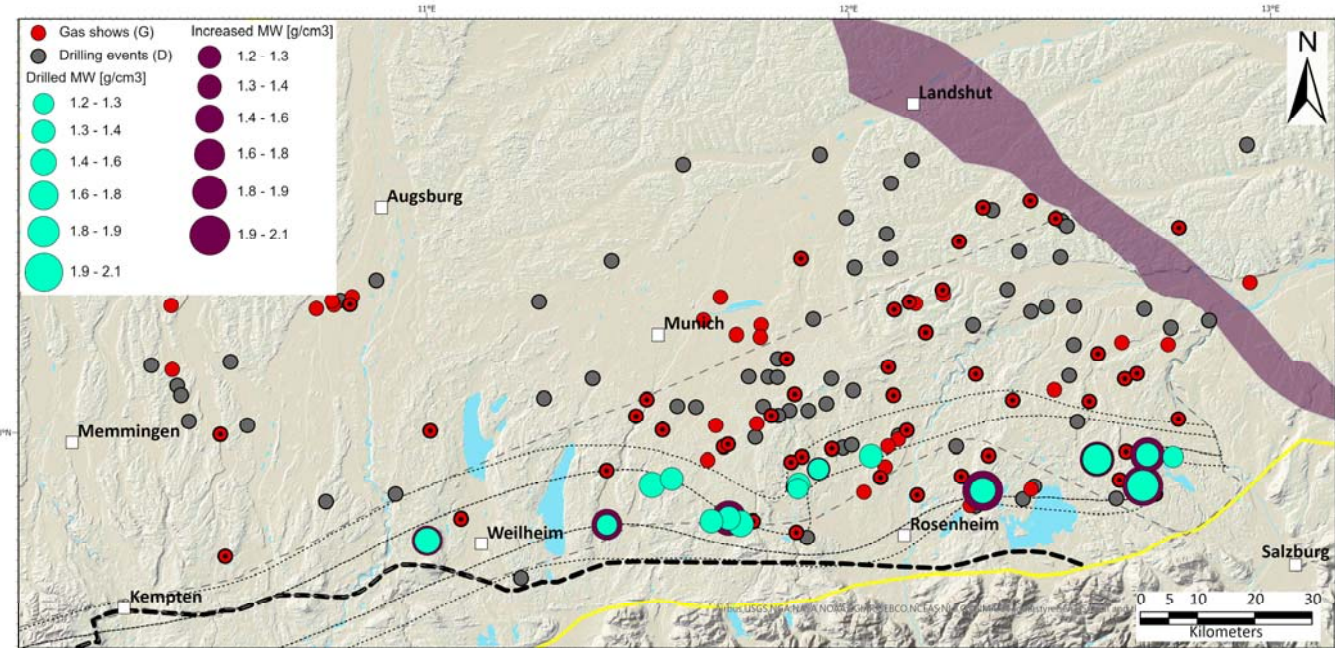 11°E
12°E
13°E
Gas shows (G)
Drilling events (D)
Drilled MW [g/cm3]
1.2 - 1.3
1.3 - 1.4
1.4 - 1.6
1.6 - 1.8
1.8 - 1.9
1.9 - 2.1
Increased MW [g/cm3]
1.2 - 1.3
1.3 - 1.4
1.4 - 1.6
1.6 - 1.8
1.8 - 1.9
1.9 - 2.1
N
Landshut
Augsburg
Munich
Memmingen
Weilheim
Rosenheim
Salzburg
Kempten
0 5 10 20 30
Kilometers